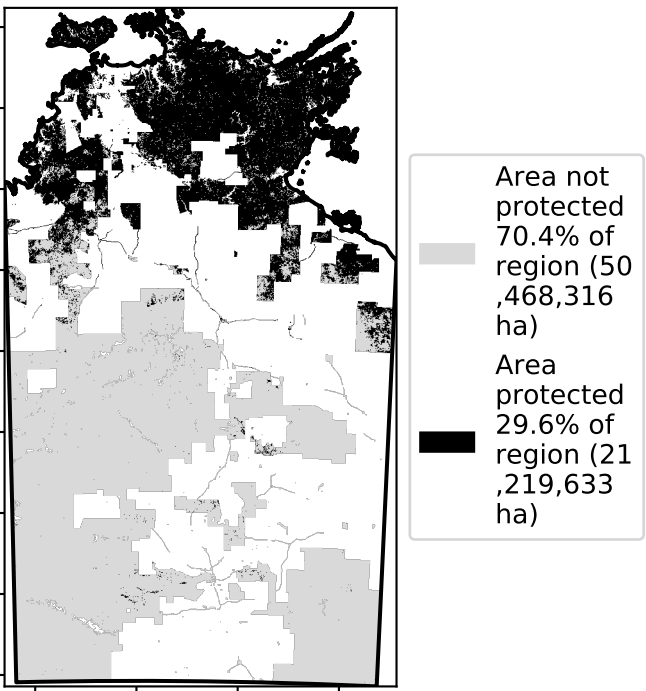 Area not
protected
70.4% of
region (50
,468,316
ha)
Area
protected
29.6% of
region (21
,219,633
ha)